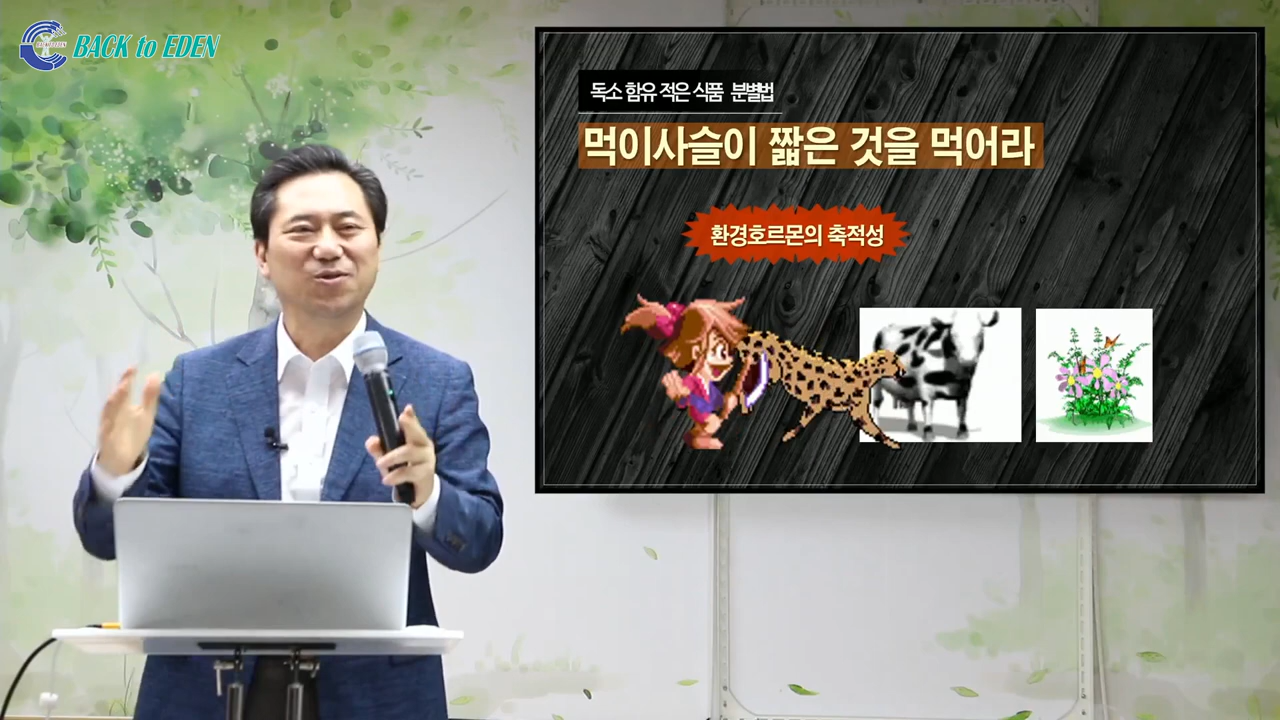 BACK to EDEN
독소 함유 적은 식품 분별법
먹이사슬이 짧은 것을 먹어라
환경호르몬의 축적성